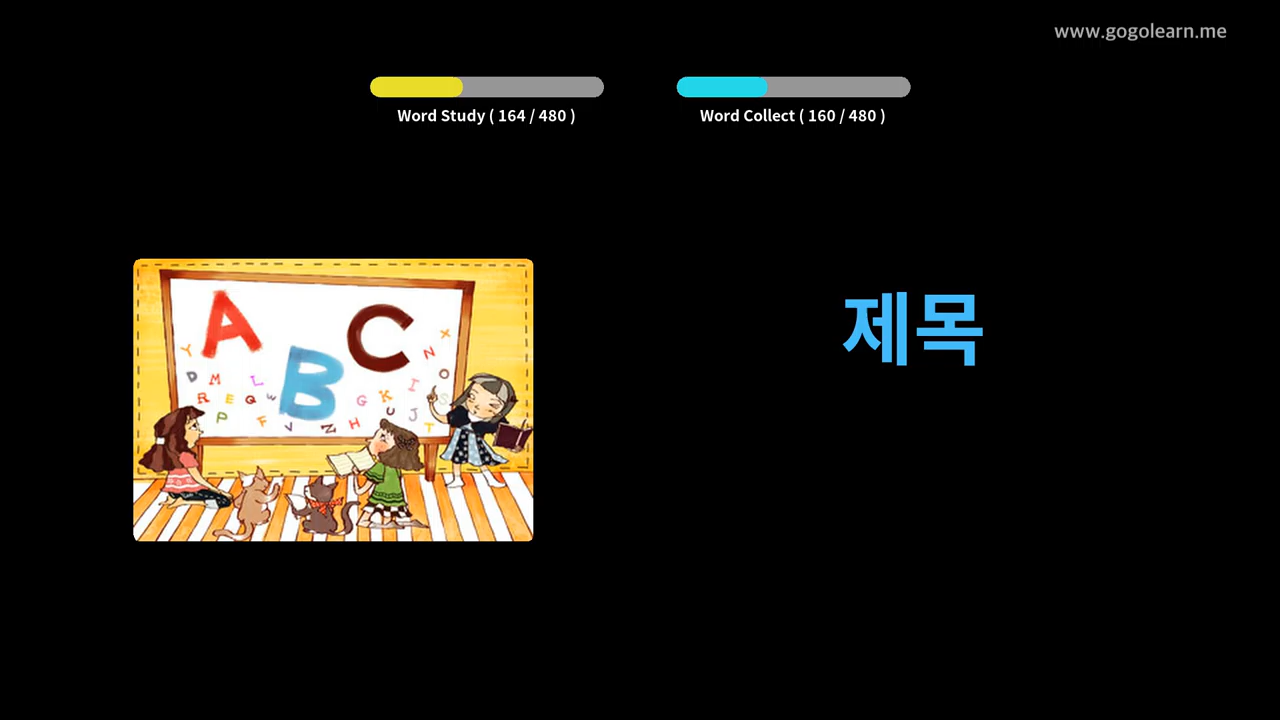 www.gogolearn.me
Word Study ( 164 / 480 )
Word Collect ( 160 / 480 )
제목
A
B
C
X
Y
N
D M L O
R E Q W G K I S
P F V Z H U J T